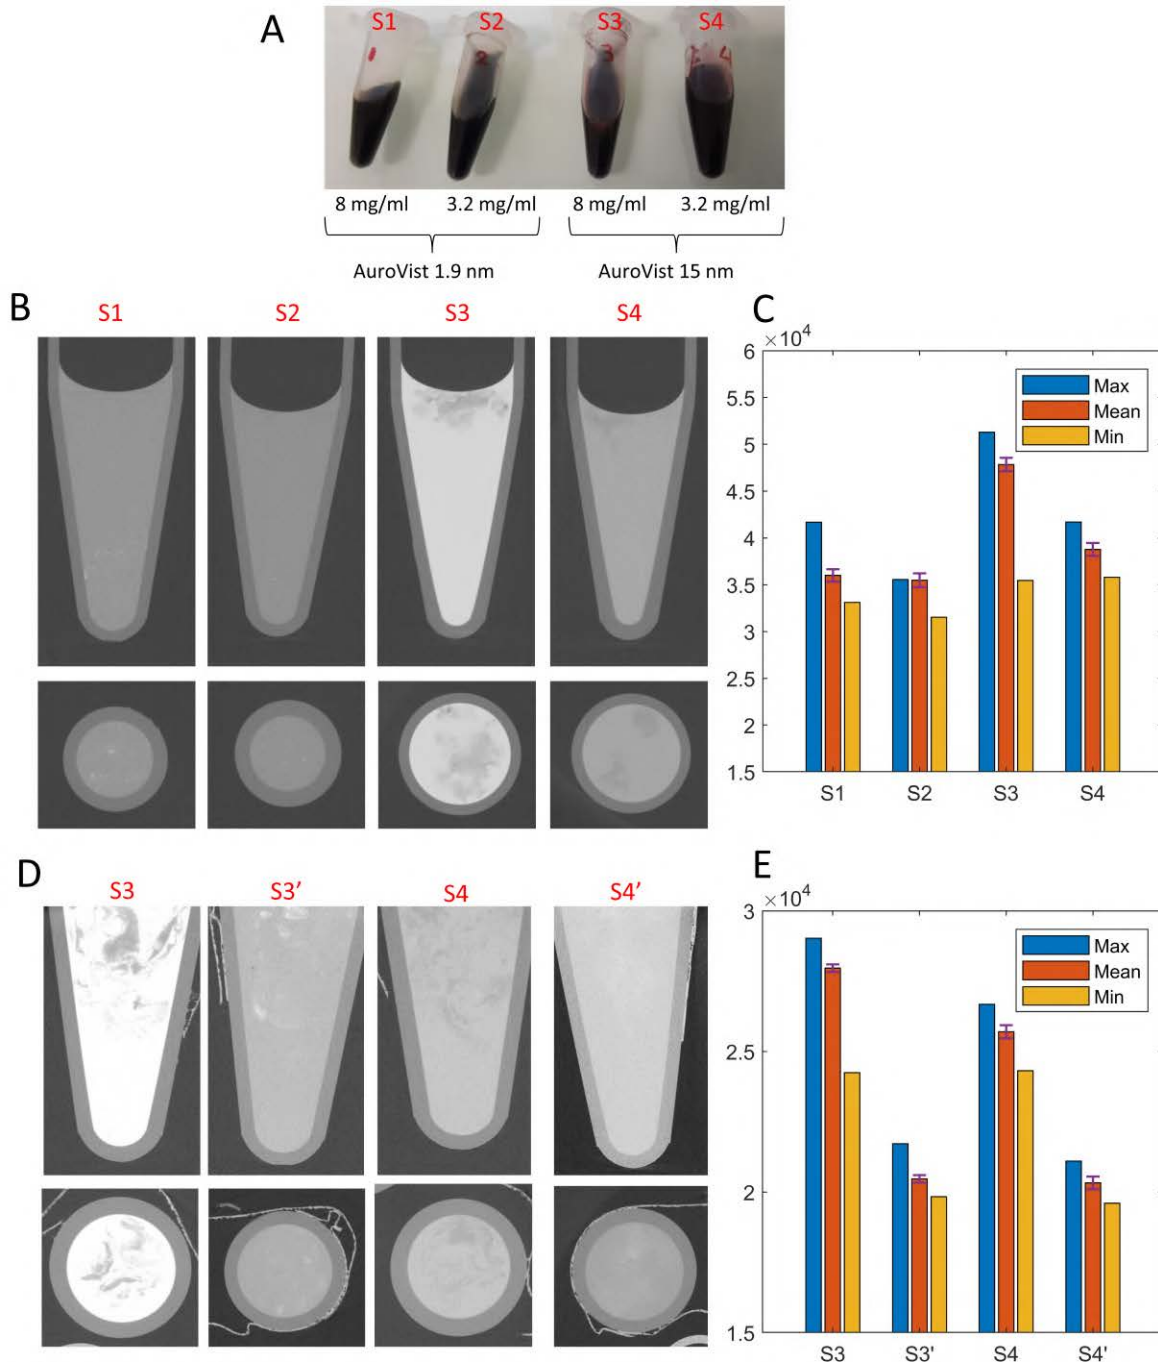 A
S1 S2 S3 S4
2 3 4
8 mg/ml 3.2 mg/ml 8 mg/ml 3.2 mg/ml
AuroVist 1.9 nm AuroVist 15 nm
B
S1 S2 S3 S4
C
×10⁴
6
5.5
5
4.5
4
3.5
3
2.5
2
1.5
Max
Mean
Min
S1 S2 S3 S4
D
S3 S3’ S4 S4’
E
×10⁴
3
2.5
2
1.5
Max
Mean
Min
S3 S3' S4 S4'